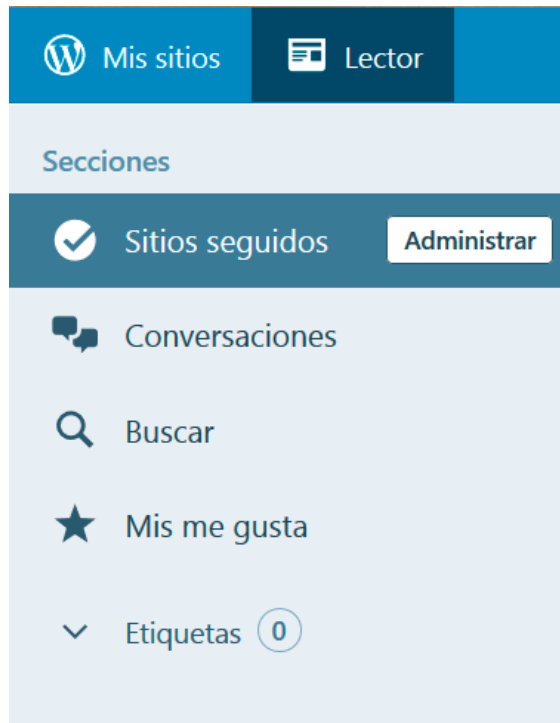 Mis sitios Lector
Secciones
Sitios seguidos Administrar
Conversaciones
Buscar
Mis me gusta
Etiquetas 0